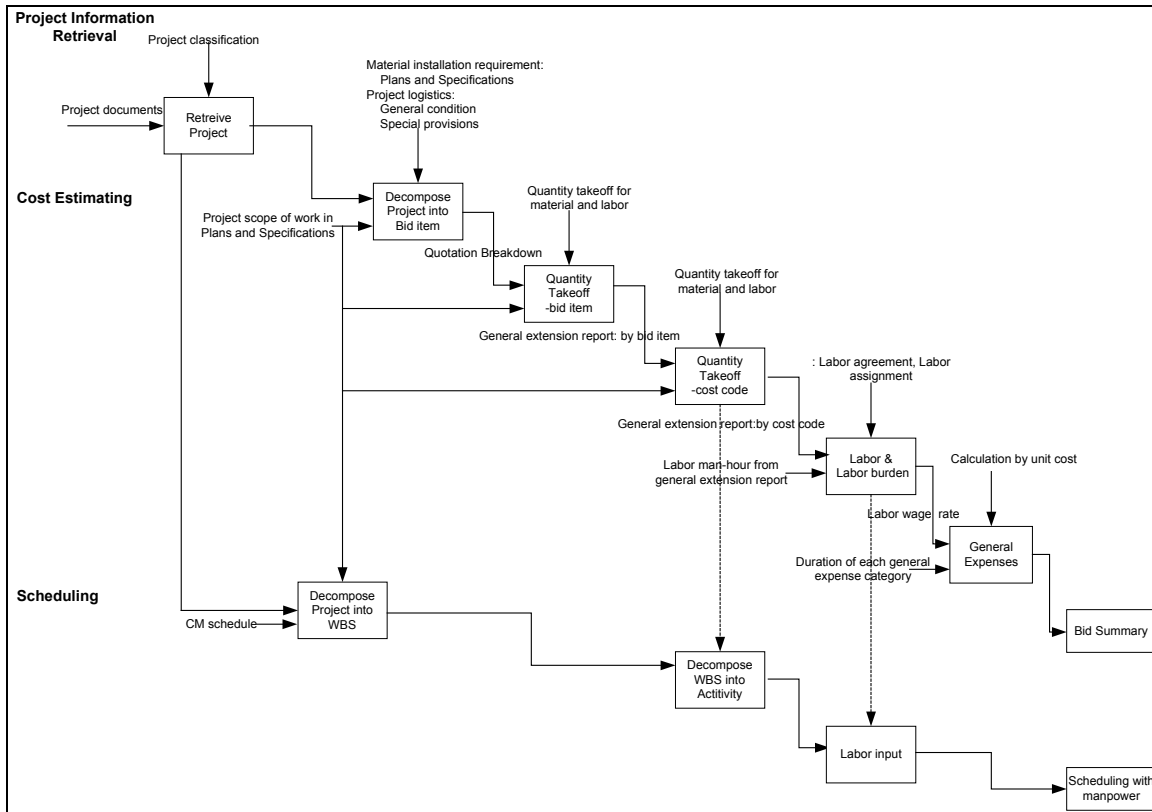 Project Information
Retrieval
Project classification
Material installation requirement:
Plans and Specifications
Project logistics:
General condition
Special provisions
Project documents
Retreive
Project
Cost Estimating
Decompose
Project into
Bid item
Quantity takeoff for
material and labor
Project scope of work in
Plans and Specifications
Quotation Breakdown
Quantity
Takeoff
-bid item
Quantity takeoff for
material and labor
General extension report: by bid item
Quantity
Takeoff
-cost code
: Labor agreement, Labor
assignment
General extension report:by cost code
Labor man-hour from
general extension report
Labor &
Labor burden
Calculation by unit cost
Labor wage rate
General
Expenses
Duration of each general
expense category
Scheduling
Decompose
Project into
WBS
CM schedule
Bid Summary
Decompose
WBS into
Actitivity
Labor input
Scheduling with
manpower